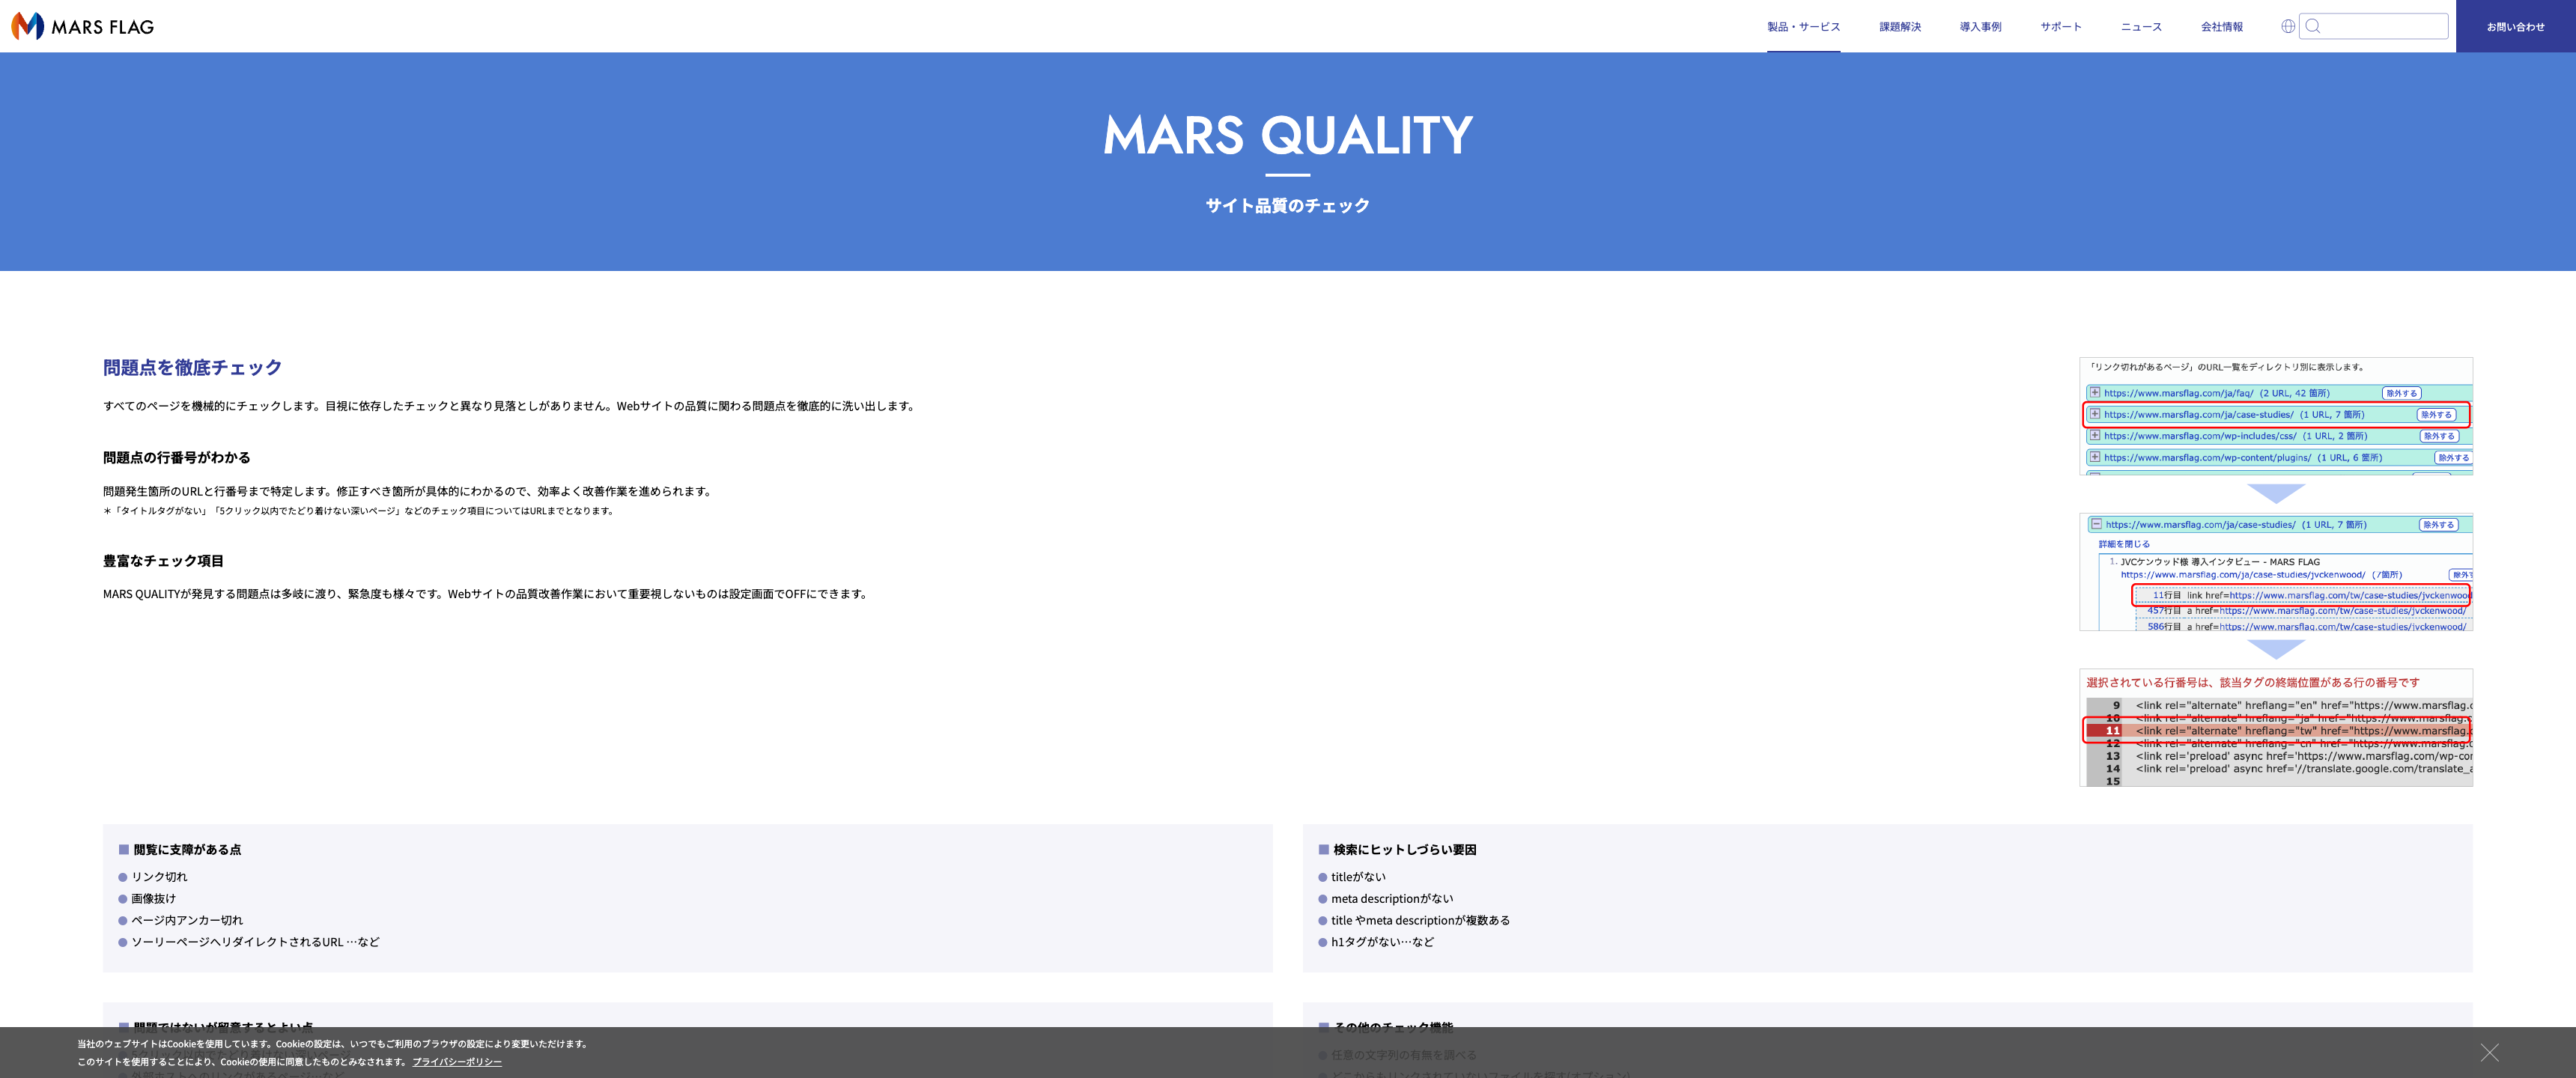 MARS FLAG
製品・サービス
課題解決
導入事例
サポート
ニュース
会社情報
お問い合わせ
MARS QUALITY
サイト品質のチェック
問題点を徹底チェック
すべてのページを機械的にチェックします。目視に依存したチェックと異なり見落としがありません。Webサイトの品質に関わる問題点を徹底的に洗い出します。
問題点の行番号がわかる
問題発生箇所のURLと行番号まで特定します。修正すべき箇所が具体的にわかるので、効率よく改善作業を進められます。
＊「タイトルタグがない」「5クリック以内でたどり着けない深いページ」などのチェック項目についてはURLまでとなります。
豊富なチェック項目
MARS QUALITYが発見する問題点は多岐に渡り、緊急度も様々です。Webサイトの品質改善作業において重要視しないものは設定画面でOFFにできます。
「リンク切れがあるページ」のURL一覧をディレクトリ別に表示します。
https://www.marsflag.com/ja/faq/ (2 URL, 42 箇所) 除外する
https://www.marsflag.com/ja/case-studies/ (1 URL, 7 箇所) 除外する
https://www.marsflag.com/wp-includes/css/ (1 URL, 2 箇所) 除外する
https://www.marsflag.com/wp-content/plugins/ (1 URL, 6 箇所) 除外する
https://www.marsflag.com/ja/case-studies/ (1 URL, 7 箇所) 除外する
詳細を閉じる
1. JVCケンウッド様 導入インタビュー - MARS FLAG
https://www.marsflag.com/ja/case-studies/jvckenwood/ (7箇所) 除外す
11行目 link href=https://www.marsflag.com/tw/case-studies/jvckenwood
457行目 a href=https://www.marsflag.com/tw/case-studies/jvckenwood/
586行目 a href=https://www.marsflag.com/tw/case-studies/jvckenwood/
選択されている行番号は、該当タグの終端位置がある行の番号です
9 <link rel="alternate" hreflang="en" href="https://www.marsflag.c
10 <link rel="alternate" hreflang="ja" href="https://www.marsflag.c
11 <link rel="alternate" hreflang="tw" href="https://www.marsflag.c
12 <link rel="alternate" hreflang="cn" href="https://www.marsflag.c
13 <link rel='preload' async href='https://www.marsflag.com/wp-cor
14 <link rel='preload' async href='//translate.google.com/translate_a
15
■ 閲覧に支障がある点
● リンク切れ
● 画像抜け
● ページ内アンカー切れ
● ソーリーページへリダイレクトされるURL …など
■ 検索にヒットしづらい要因
● titleがない
● meta descriptionがない
● title やmeta descriptionが複数ある
● h1タグがない…など
■ 問題ではないが留意するとよい点
■ その他のチェック機能
● 任意の文字列の有無を調べる
● どこからもリンクされていないファイルを探す(オプション)
当社のウェブサイトはCookieを使用しています。Cookieの設定は、いつでもご利用のブラウザの設定により変更いただけます。
このサイトを使用することにより、Cookieの使用に同意したものとみなされます。 プライバシーポリシー